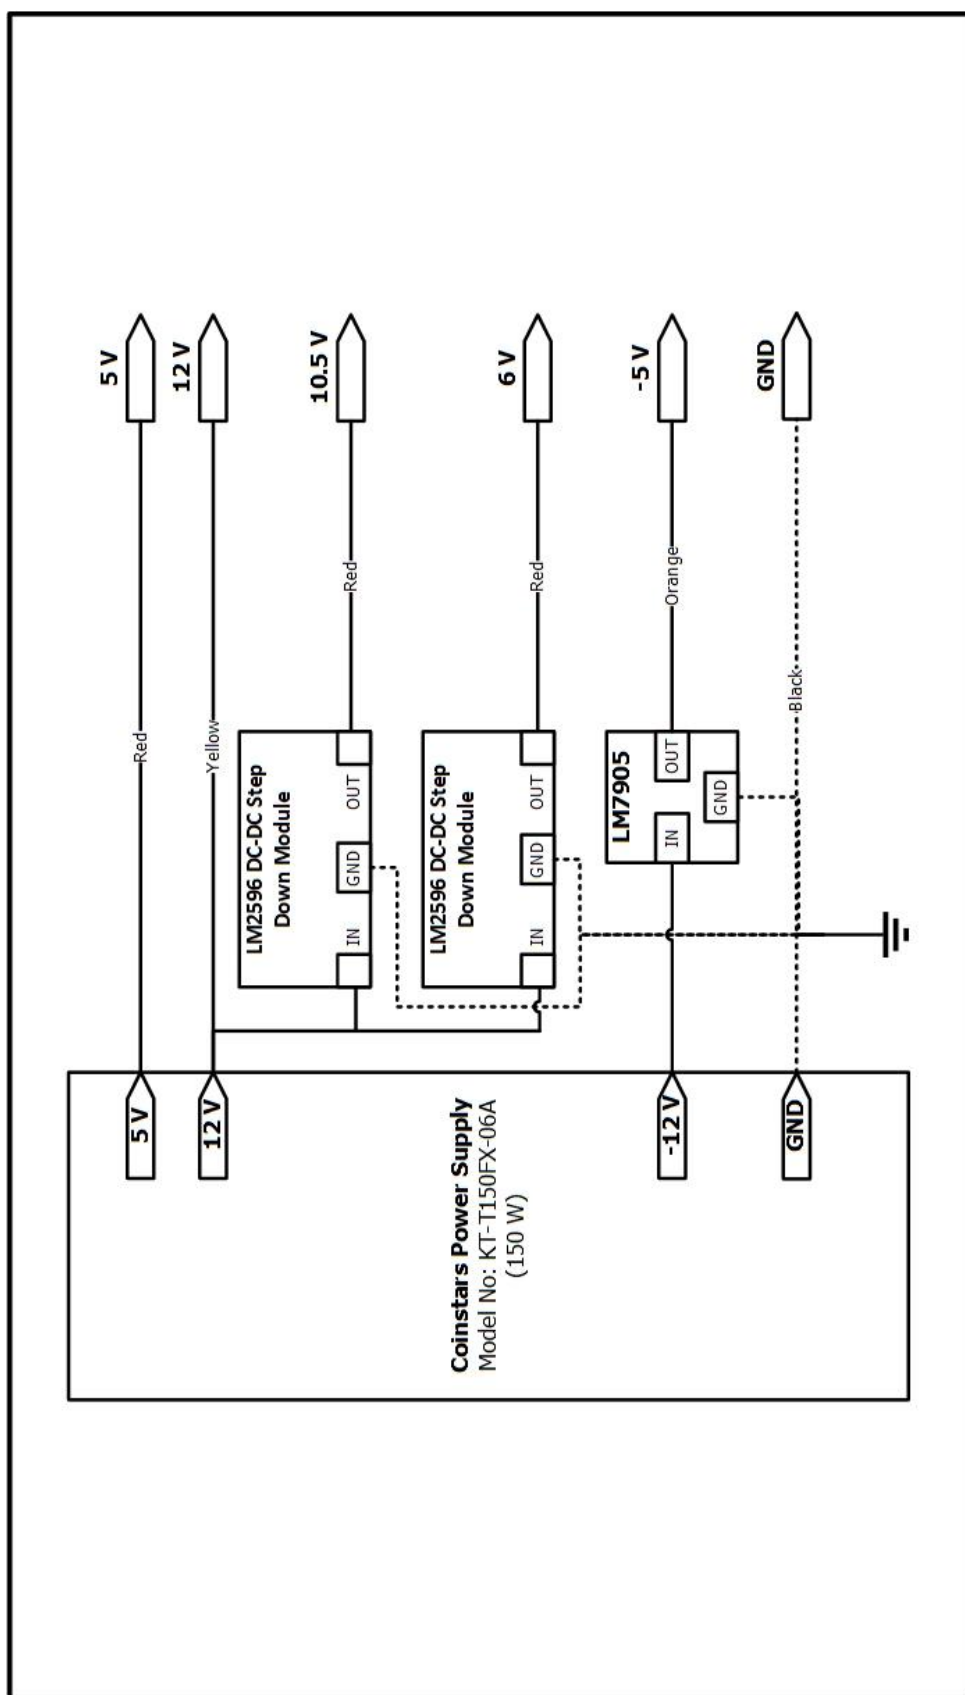 Coinstars Power Supply
Model No: KT-T150FX-06A
(150 W)
5 V
12 V
-12 V
GND
Red
5 V
Yellow
12 V
LM2596 DC-DC Step
Down Module
IN
GND
OUT
Red
10.5 V
LM2596 DC-DC Step
Down Module
IN
GND
OUT
Red
6 V
LM7905
IN
OUT
GND
Orange
-5 V
Black
GND